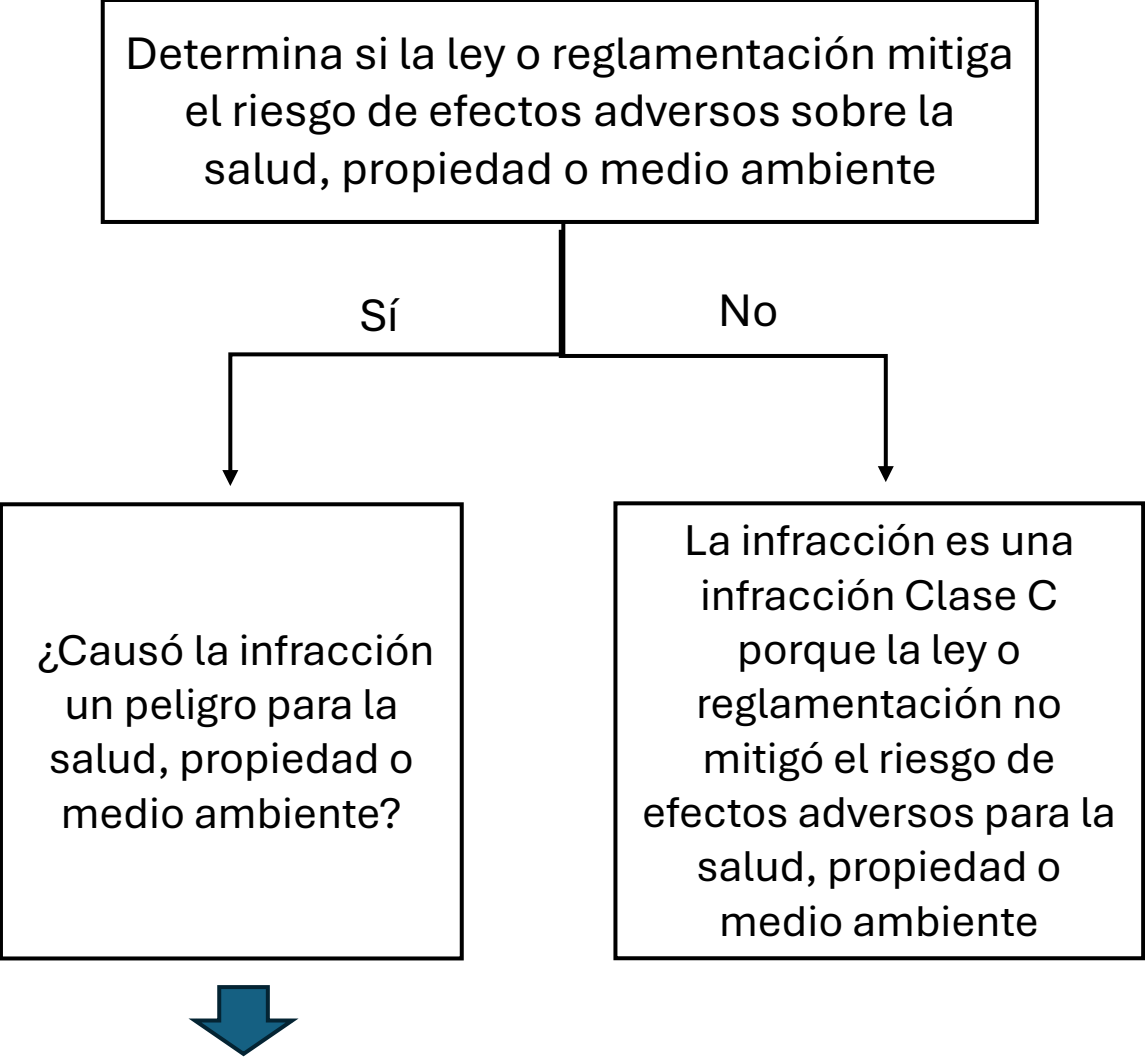 Determina si la ley o reglamentación mitiga
el riesgo de efectos adversos sobre la
salud, propiedad o medio ambiente
Sí
No
¿Causó la infracción
un peligro para la
salud, propiedad o
medio ambiente?
La infracción es una
infracción Clase C
porque la ley o
reglamentación no
mitigó el riesgo de
efectos adversos para la
salud, propiedad o
medio ambiente